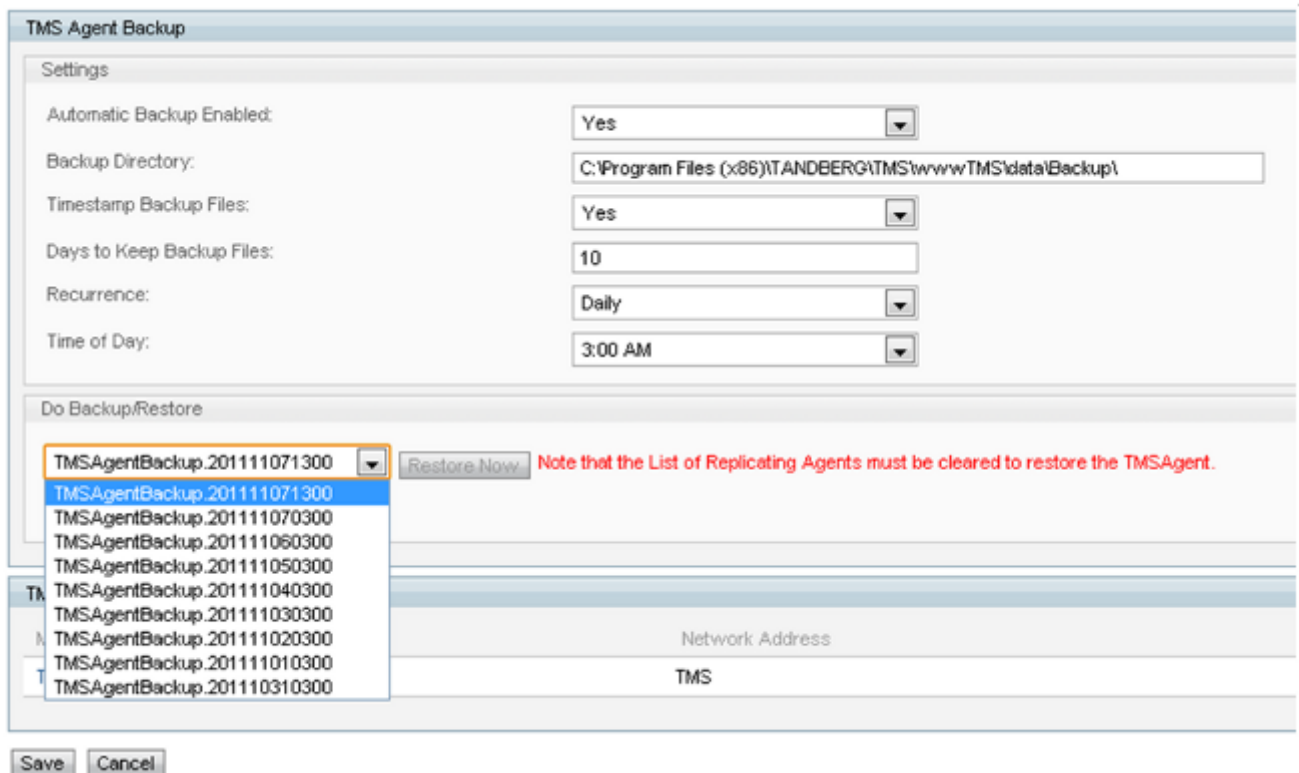 TMS Agent Backup
Settings
Automatic Backup Enabled: Yes
Backup Directory: C:\Program Files (x86)\TANDBERG\TMS\wwwTMS\data\Backup\
Timestamp Backup Files: Yes
Days to Keep Backup Files: 10
Recurrence: Daily
Time of Day: 3:00 AM
Do Backup/Restore
TMSAgentBackup.201111071300 Restore Now Note that the List of Replicating Agents must be cleared to restore the TMSAgent.
TMSAgentBackup.201111071300
TMSAgentBackup.201111070300
TMSAgentBackup.201111060300
TMSAgentBackup.201111050300
TMSAgentBackup.201111040300
TMSAgentBackup.201111030300
TMSAgentBackup.201111020300
TMSAgentBackup.201111010300
TMSAgentBackup.201110310300
Network Address
TMS
Save Cancel